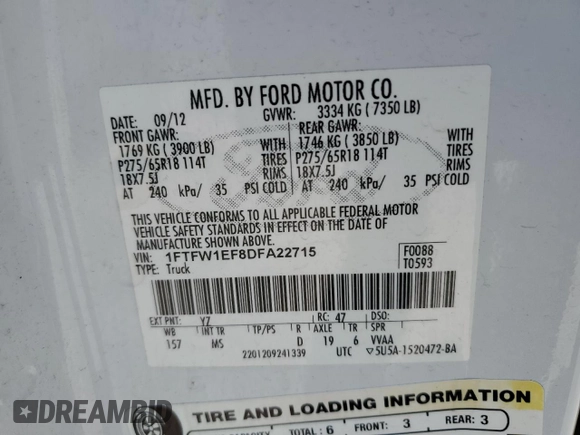 MFD. BY FORD MOTOR CO.
DATE: 09/12 GVWR: 3334 KG ( 7350 LB)
FRONT GAWR: REAR GAWR:
1769 KG ( 3900 LB) WITH 1746 KG ( 3850 LB) WITH
P275/65R18 114T TIRES P275/65R18 114T TIRES
18X7.5J RIMS 18X7.5J RIMS
AT 240 kPa/ 35 PSI COLD AT 240 kPa/ 35 PSI COLD
THIS VEHICLE CONFORMS TO ALL APPLICABLE FEDERAL MOTOR
VEHICLE SAFETY STANDARDS IN EFFECT ON THE DATE OF
MANUFACTURE SHOWN ABOVE.
VIN: 1FTFW1EF8DFA22715 F0088
TYPE: Truck T0593
EXT PNT: YZ RC: 47 DSO:
WB INT TR TP/PS R AXLE TR SPR
157 MS D 19 6 VVAA
2201209241339 UTC ▽5U5A-1520472-BA
TIRE AND LOADING INFORMATION
TOTAL: 6 FRONT: 3 REAR: 3
DREAMBID